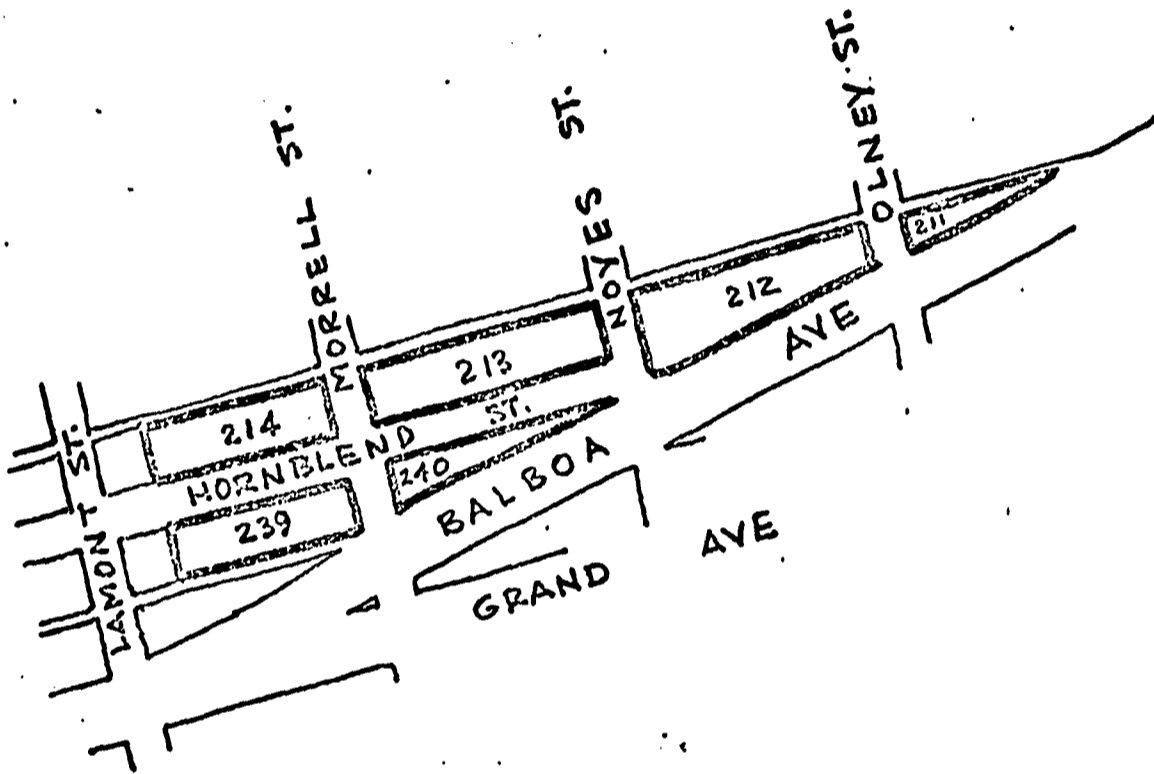 OLNEY ST.
NOYES ST.
MORRELL ST.
LAMONT ST.
211
212
213
214
HORNBLEND ST.
240
239
BALBOA AVE
GRAND AVE